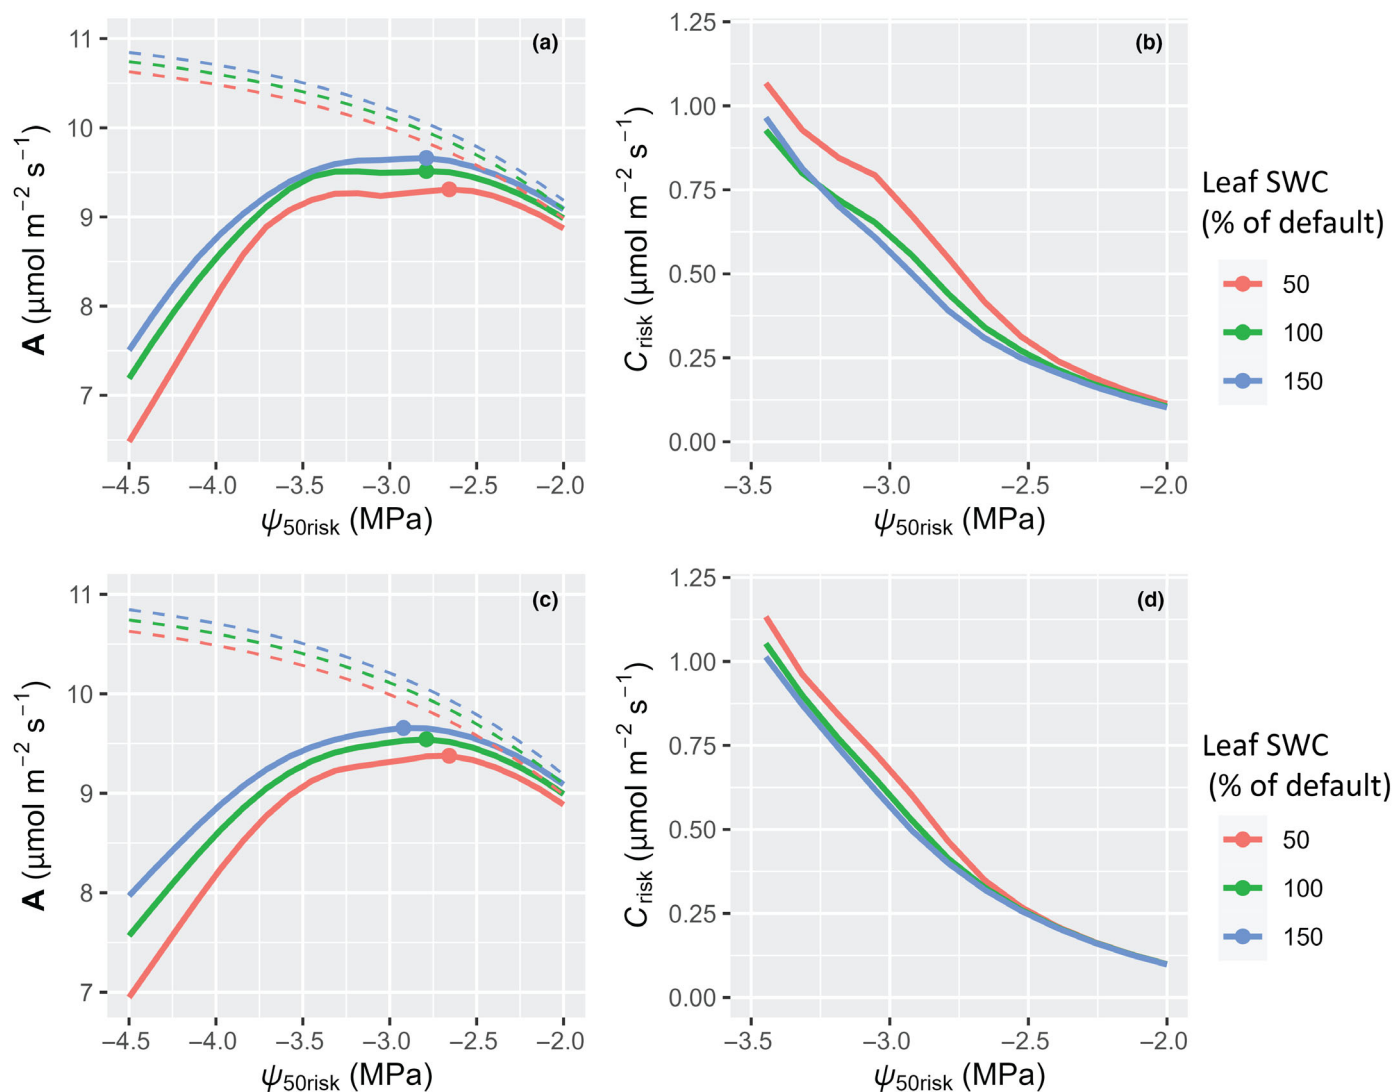 (a)
11
10
9
8
7
A (μmol m−2 s−1)
−4.5 −4.0 −3.5 −3.0 −2.5 −2.0
ψ50risk (MPa)
(b)
1.25
1.00
0.75
0.50
0.25
0.00
Crisk (μmol m−2 s−1)
−3.5 −3.0 −2.5 −2.0
ψ50risk (MPa)
Leaf SWC
(% of default)
50
100
150
(c)
11
10
9
8
7
A (μmol m−2 s−1)
−4.5 −4.0 −3.5 −3.0 −2.5 −2.0
ψ50risk (MPa)
(d)
1.25
1.00
0.75
0.50
0.25
0.00
Crisk (μmol m−2 s−1)
−3.5 −3.0 −2.5 −2.0
ψ50risk (MPa)
Leaf SWC
(% of default)
50
100
150